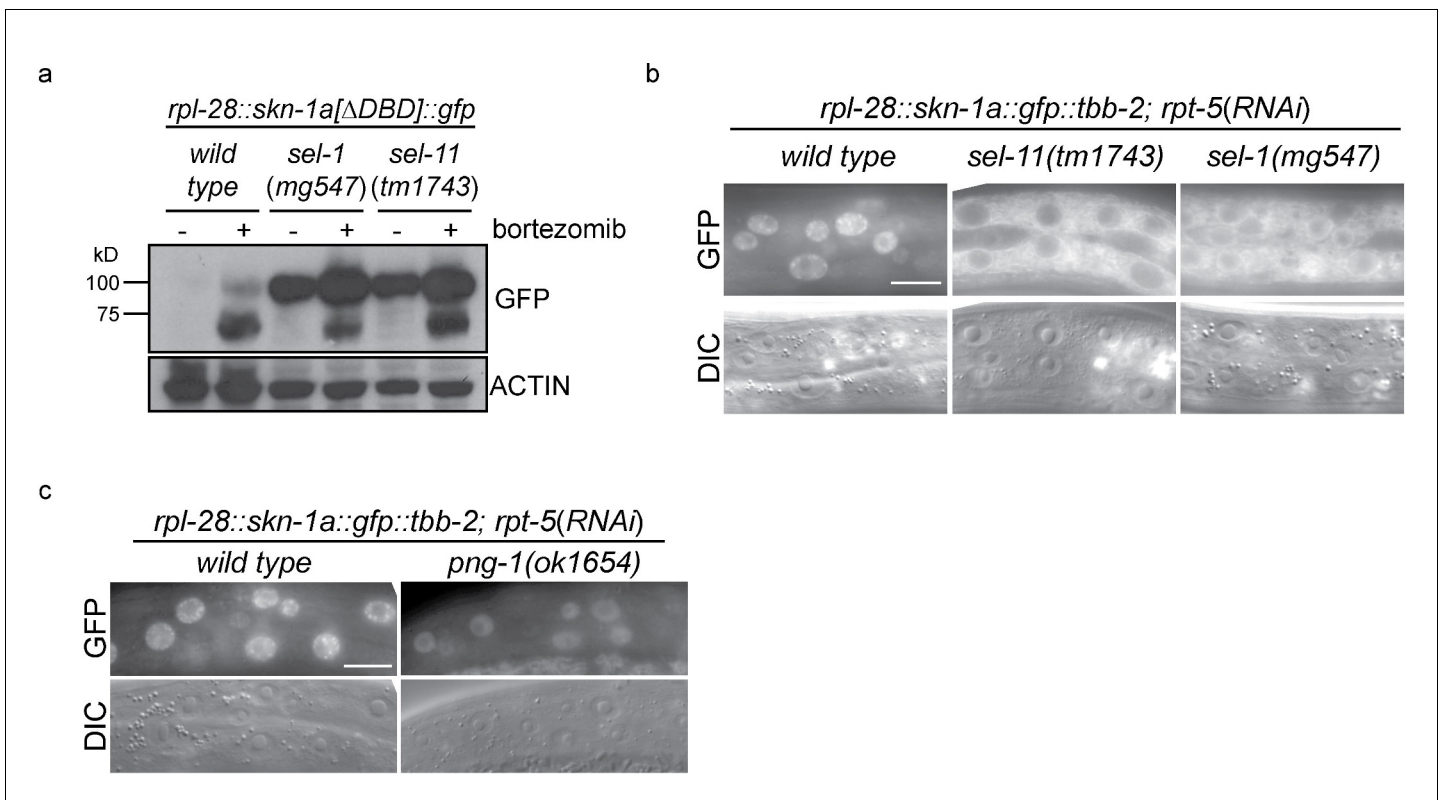 a
rpl-28::skn-1a[ΔDBD]::gfp
wild type
sel-1 (mg547)
sel-11 (tm1743)
- + - + - + bortezomib
kD
100
75
GFP
ACTIN
b
rpl-28::skn-1a::gfp::tbb-2; rpt-5(RNAi)
wild type sel-11(tm1743) sel-1(mg547)
GFP
DIC
c
rpl-28::skn-1a::gfp::tbb-2; rpt-5(RNAi)
wild type png-1(ok1654)
GFP
DIC